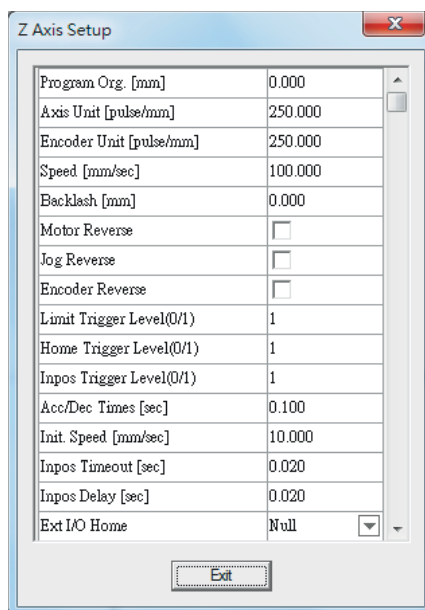 Z Axis Setup
Program Org. [mm] 0.000
Axis Unit [pulse/mm] 250.000
Encoder Unit [pulse/mm] 250.000
Speed [mm/sec] 100.000
Backlash [mm] 0.000
Motor Reverse
Jog Reverse
Encoder Reverse
Limit Trigger Level(0/1) 1
Home Trigger Level(0/1) 1
Inpos Trigger Level(0/1) 1
Acc/Dec Times [sec] 0.100
Init. Speed [mm/sec] 10.000
Inpos Timeout [sec] 0.020
Inpos Delay [sec] 0.020
Ext I/O Home Null
Exit